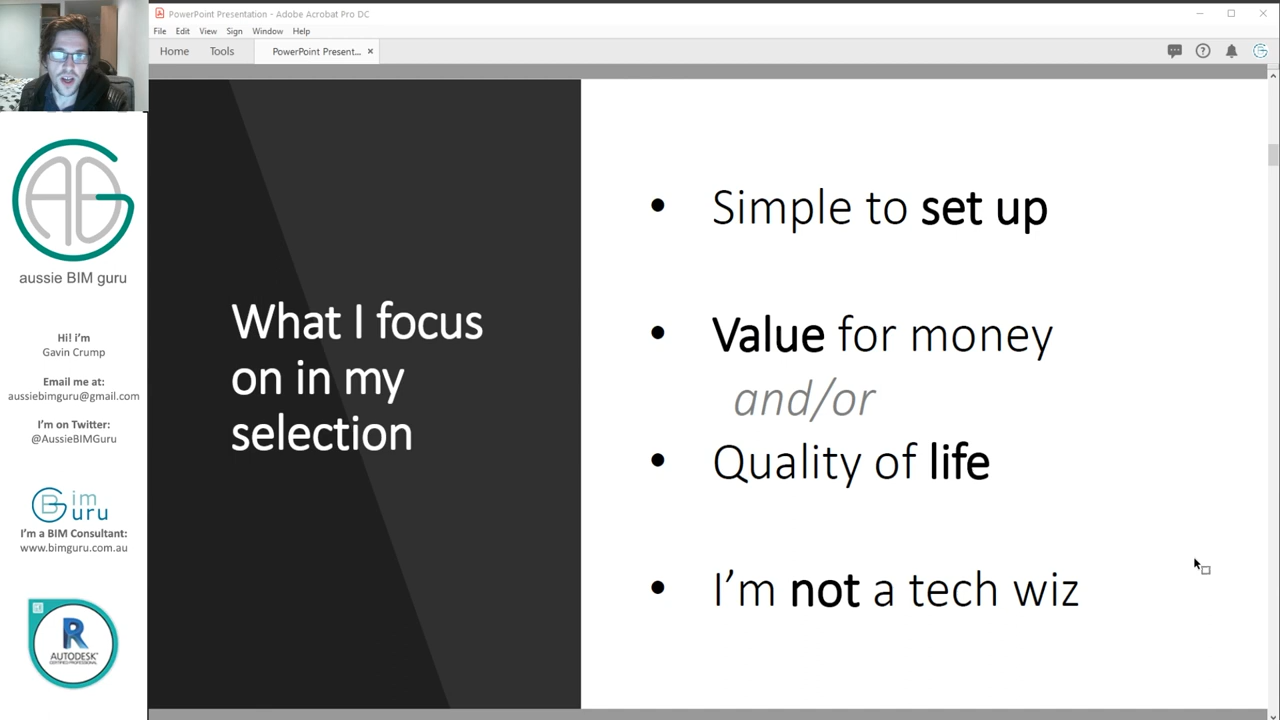 PowerPoint Presentation - Adobe Acrobat Pro DC
File Edit View Sign Window Help
Home Tools PowerPoint Present... ×
aussie BIM guru
Hi! i'm
Gavin Crump
Email me at:
aussiebimguru@gmail.com
I'm on Twitter:
@AussieBIMGuru
BG im
uru
I'm a BIM Consultant:
www.bimguru.com.au
R
AUTODESK
CERTIFIED PROFESSIONAL
What I focus
on in my
selection
• Simple to set up
• Value for money
and/or
• Quality of life
• I'm not a tech wiz